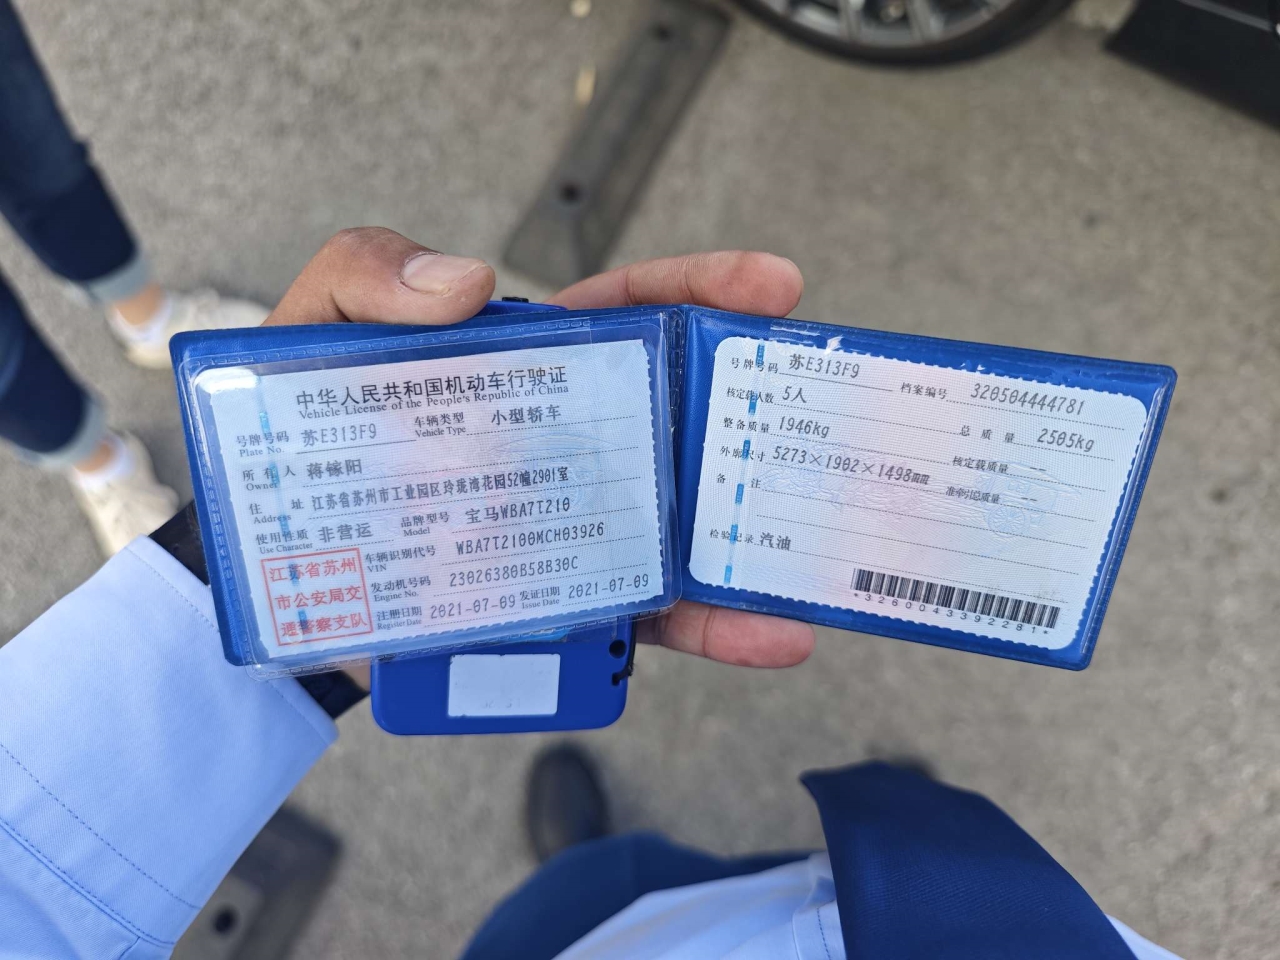 中华人民共和国机动车行驶证
Vehicle License of the People's Republic of China
号牌号码 苏E313F9 车辆类型 小型轿车
Plate No. Vehicle Type
所有人 蒋镓阳
Owner
住址 江苏省苏州市工业园区玲珑湾花园52幢2901室
Address
使用性质 非营运 品牌型号 宝马WBA7T210
Use Character Model
车辆识别代号 WBA7T2100MCH03926
VIN
发动机号码 23026380B58B30C
Engine No.
注册日期 2021-07-09 发证日期 2021-07-09
Register Date Issue Date
江苏省苏州
市公安局交
通警察支队
号牌号码 苏E313F9 档案编号 320504444781
核定载人数 5人 总质量 2505kg
整备质量 1946kg 核定载质量 --
外廓尺寸 5273×1902×1498mm 准牵引总质量 --
备注
检验记录 汽油
*3260043392281*